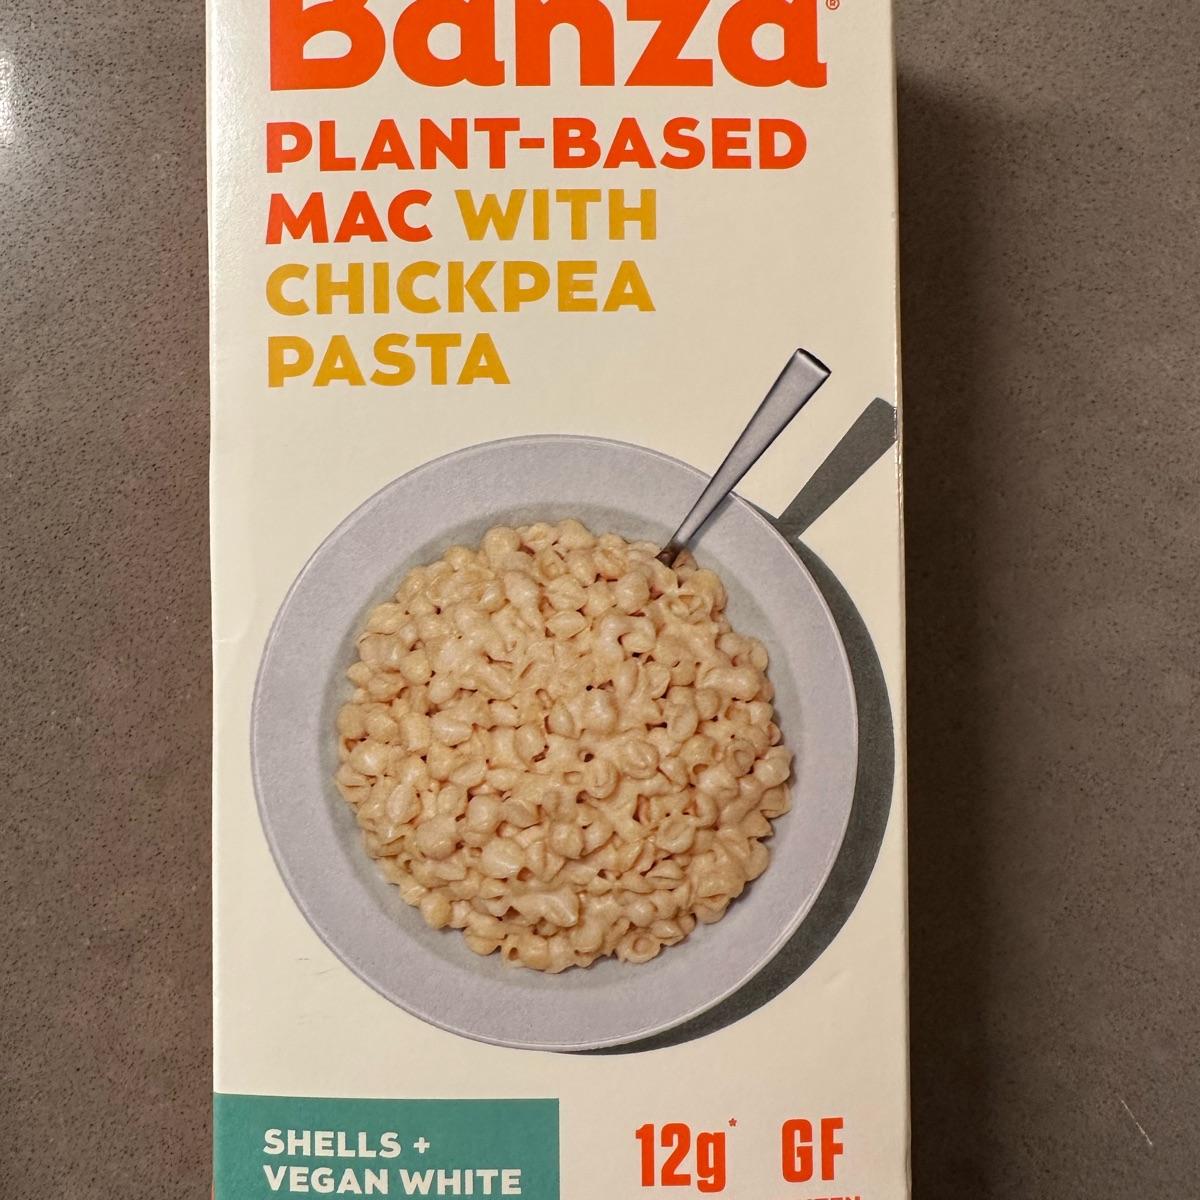 Banza®
PLANT-BASED
MAC WITH
CHICKPEA
PASTA
SHELLS +
VEGAN WHITE
12g* GF